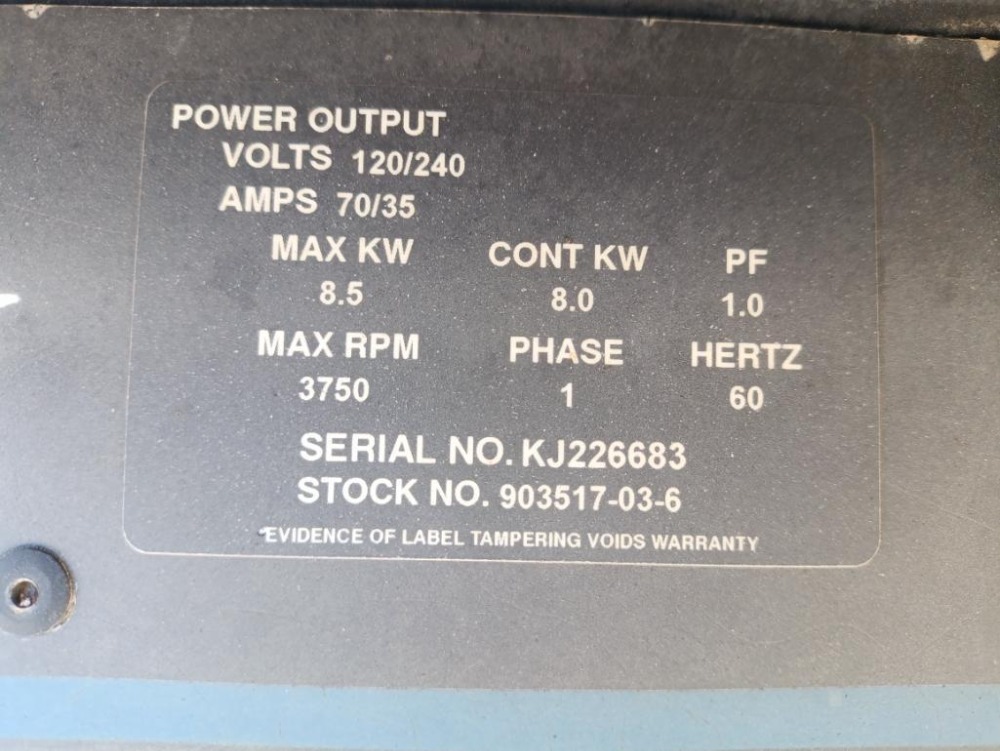 POWER OUTPUT
VOLTS 120/240
AMPS 70/35
MAX KW CONT KW PF
8.5 8.0 1.0
MAX RPM PHASE HERTZ
3750 1 60
SERIAL NO. KJ226683
STOCK NO. 903517-03-6
EVIDENCE OF LABEL TAMPERING VOIDS WARRANTY